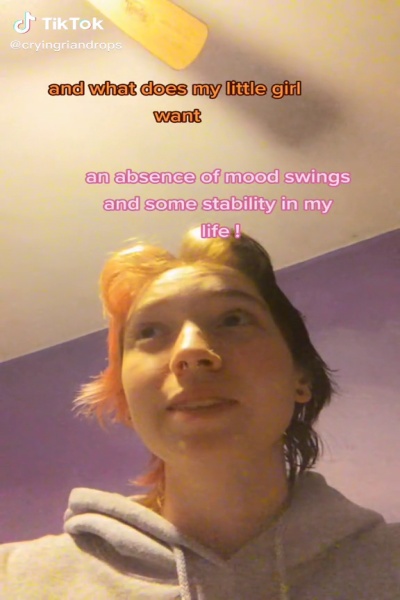 TikTok
@cryingriandrops
and what does my little girl
want
an absence of mood swings
and some stability in my
life !